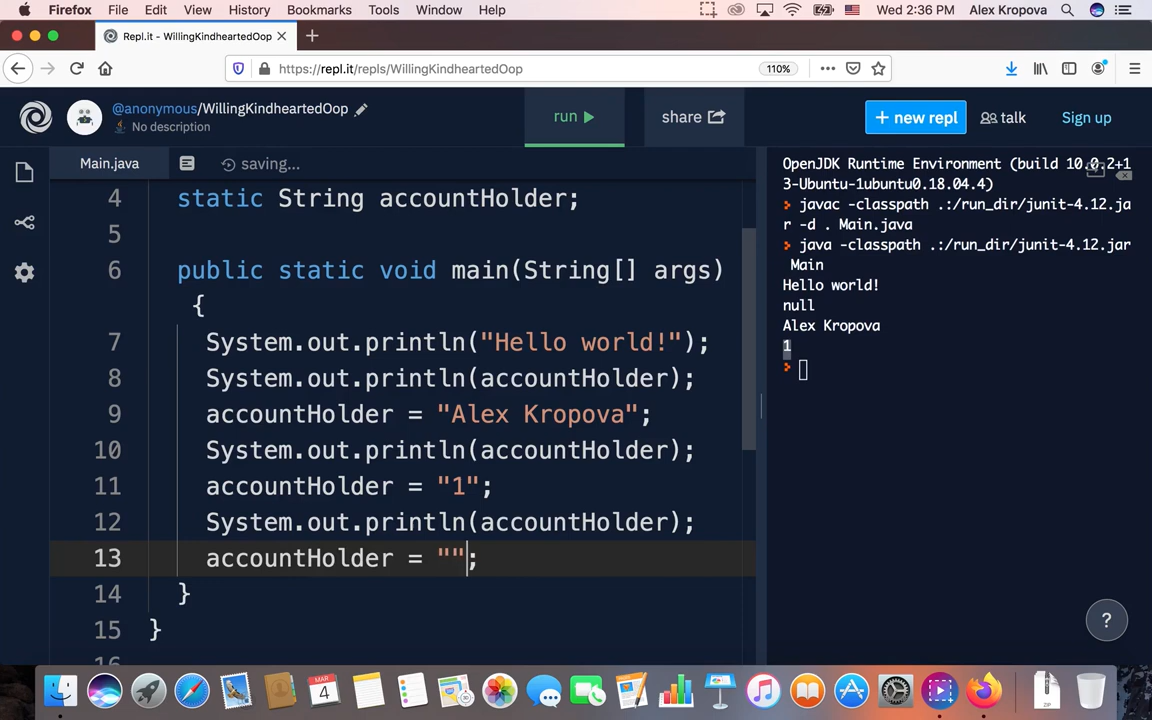 Firefox File Edit View History Bookmarks Tools Window Help Wed 2:36 PM Alex Kropova
Repl.it - WillingKindheartedOop
https://repl.it/repls/WillingKindheartedOop 110%
@anonymous/WillingKindheartedOop
No description
run
share
+ new repl
talk
Sign up
Main.java
saving...
4 static String accountHolder;
5
6 public static void main(String[] args)
{
7 System.out.println("Hello world!");
8 System.out.println(accountHolder);
9 accountHolder = "Alex Kropova";
10 System.out.println(accountHolder);
11 accountHolder = "1";
12 System.out.println(accountHolder);
13 accountHolder = "";
14 }
15 }
16
OpenJDK Runtime Environment (build 10.0.2+1
3-Ubuntu-1ubuntu0.18.04.4)
javac -classpath .:/run_dir/junit-4.12.ja
r -d . Main.java
java -classpath .:/run_dir/junit-4.12.jar
Main
Hello world!
null
Alex Kropova
1
?
MAR
4
ZIP